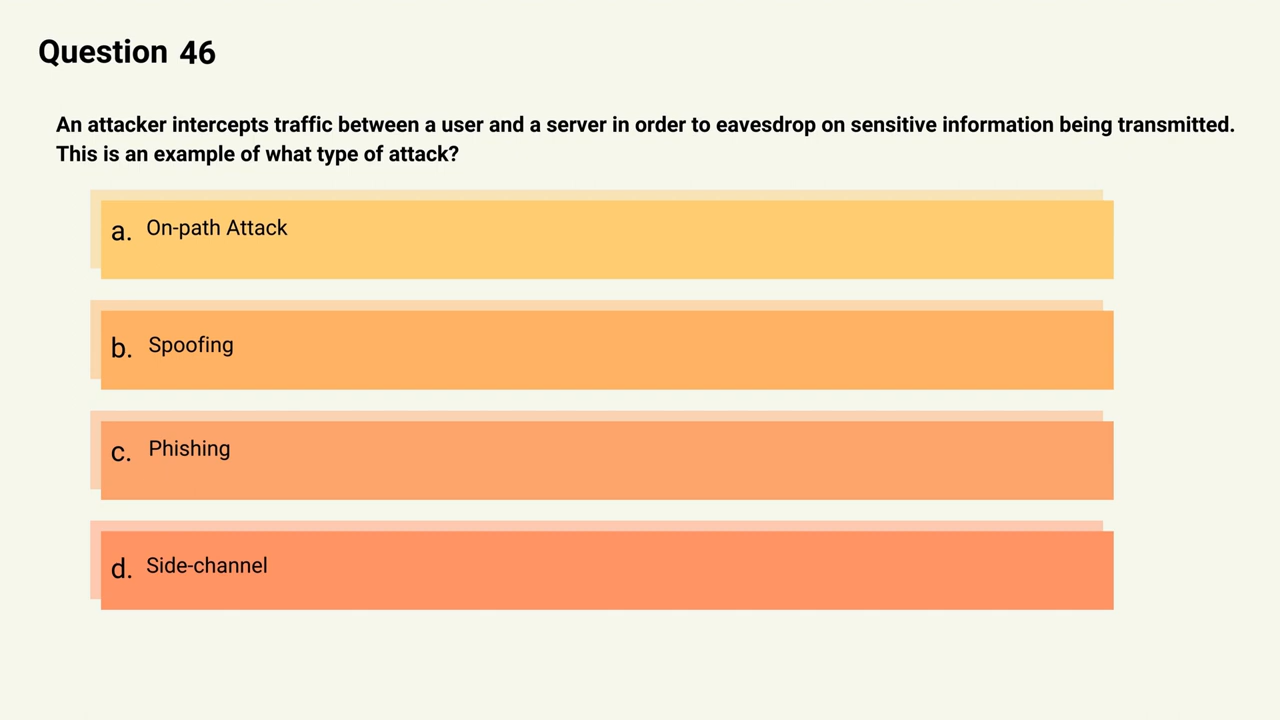 Question 46
An attacker intercepts traffic between a user and a server in order to eavesdrop on sensitive information being transmitted.
This is an example of what type of attack?
a. On-path Attack
b. Spoofing
c. Phishing
d. Side-channel